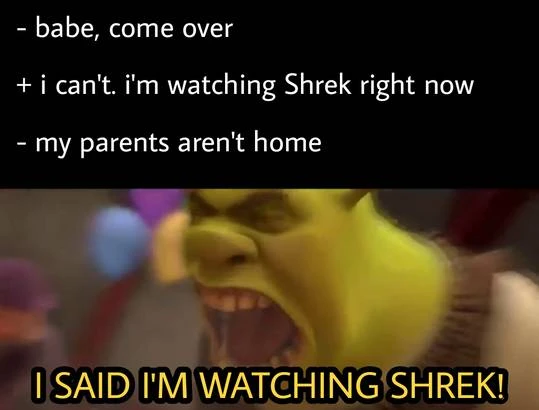 - babe, come over
+ i can't. i'm watching Shrek right now
- my parents aren't home
I SAID I'M WATCHING SHREK!